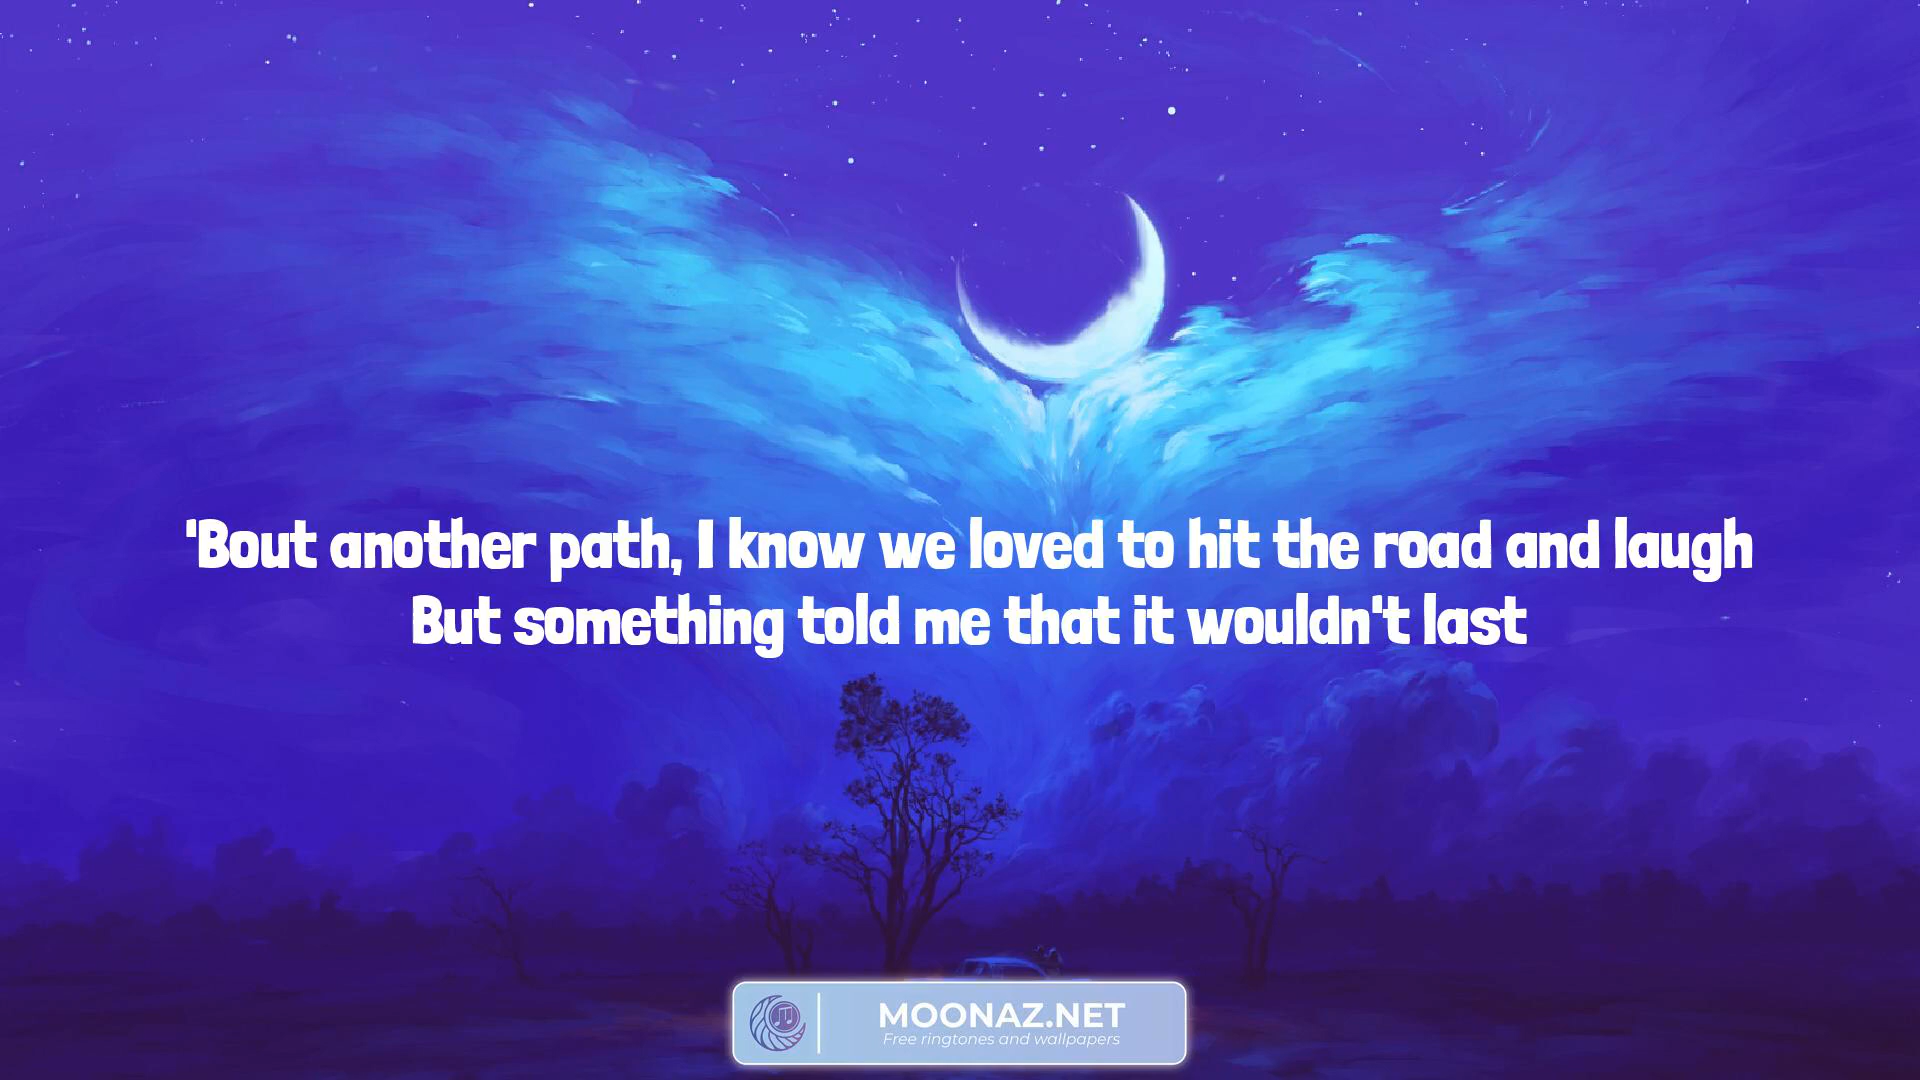 'Bout another path, I know we loved to hit the road and laugh
But something told me that it wouldn't last
MOONAZ.NET
Free ringtones and wallpapers